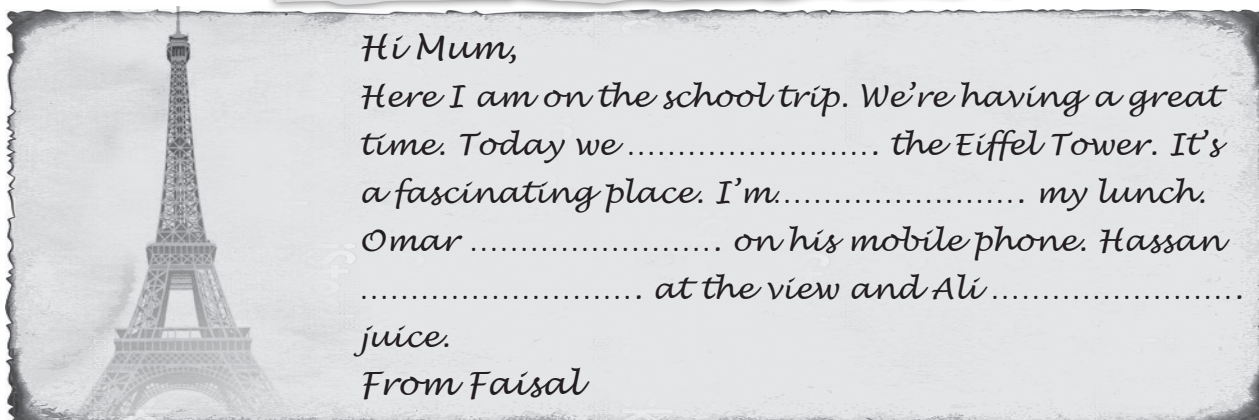 Hi Mum,
Here I am on the school trip. We're having a great
time. Today we ......................... the Eiffel Tower. It's
a fascinating place. I'm......................... my lunch.
Omar ......................... on his mobile phone. Hassan
............................ at the view and Ali .........................
juice.
From Faisal